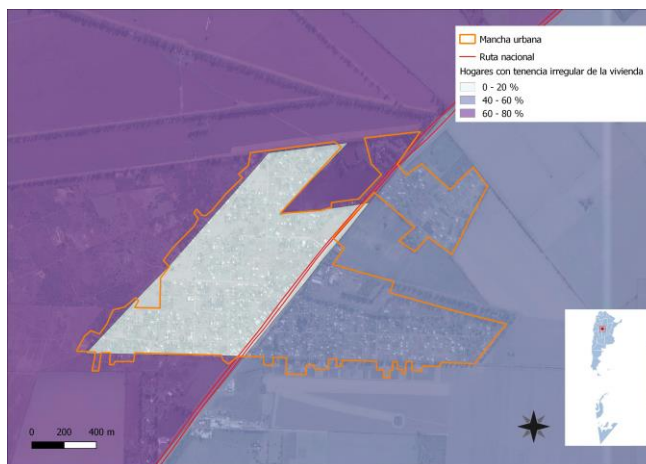 Mancha urbana
Ruta nacional
Hogares con tenencia irregular de la vivienda
0 - 20 %
40 - 60 %
60 - 80 %
0 200 400 m